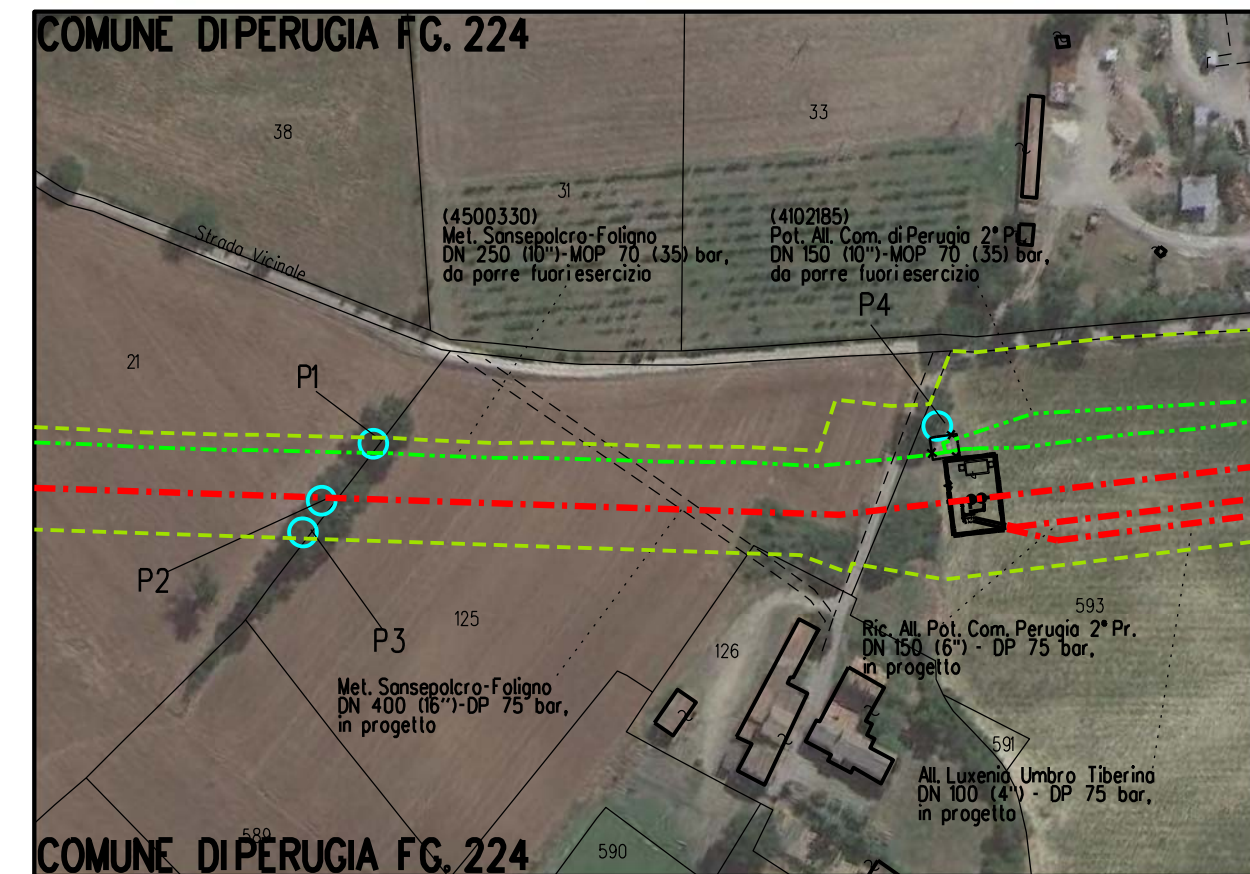 COMUNE DI PERUGIA FG. 224
38
33
31
(4500330)
Met. Sansepolcro-Foligno
DN 250 (10")-MOP 70 (35) bar,
da porre fuori esercizio
(4102185)
Pot. All. Com. di Perugia 2° Pr.
DN 150 (10")-MOP 70 (35) bar,
da porre fuori esercizio
Strada Vicinale
P4
21
P1
P2
P3
125
126
593
Ric. All. Pot. Com. Perugia 2° Pr.
DN 150 (6") - DP 75 bar,
in progetto
Met. Sansepolcro-Foligno
DN 400 (16")-DP 75 bar,
in progetto
591
All. Luxenia Umbro Tiberina
DN 100 (4") - DP 75 bar,
in progetto
589
590
COMUNE DI PERUGIA FG. 224